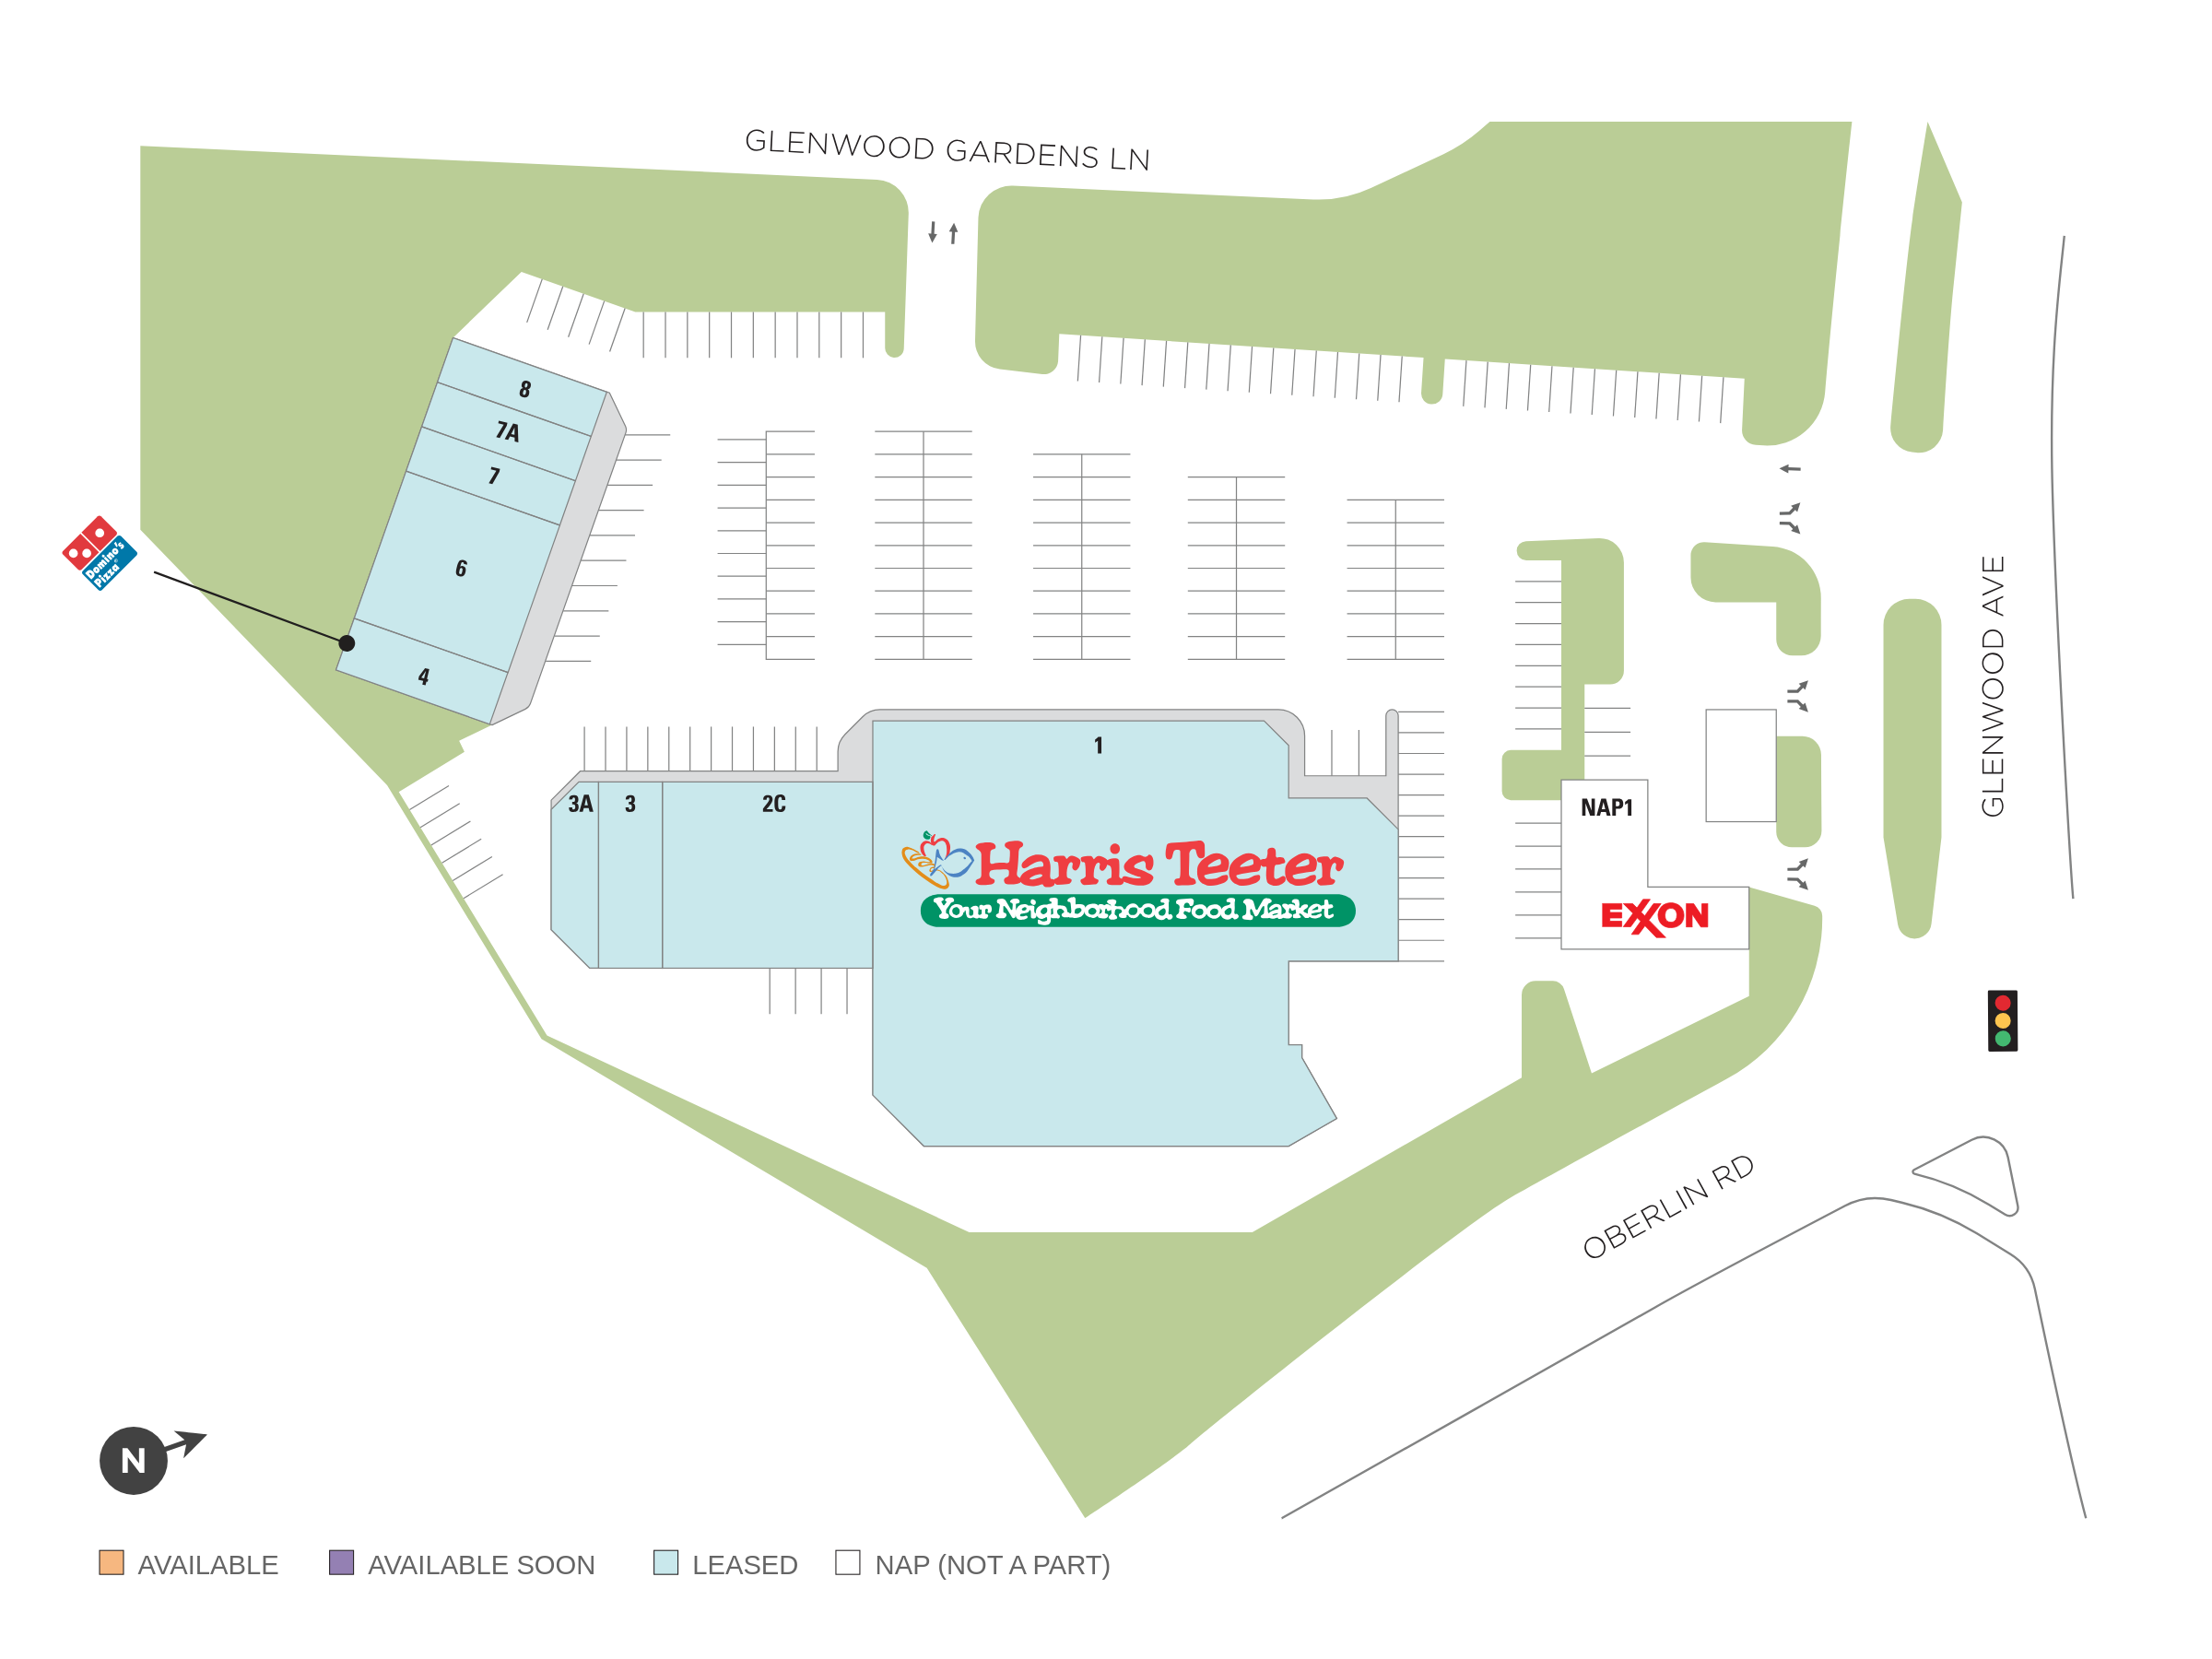 GLENWOOD GARDENS LN
8
7A
7
6
4
Domino's
Pizza
GLENWOOD AVE
1
3A
3
2C
NAP1
Harris Teeter
Your Neighborhood Food Market
EXXON
OBERLIN RD
N
AVAILABLE
AVAILABLE SOON
LEASED
NAP (NOT A PART)